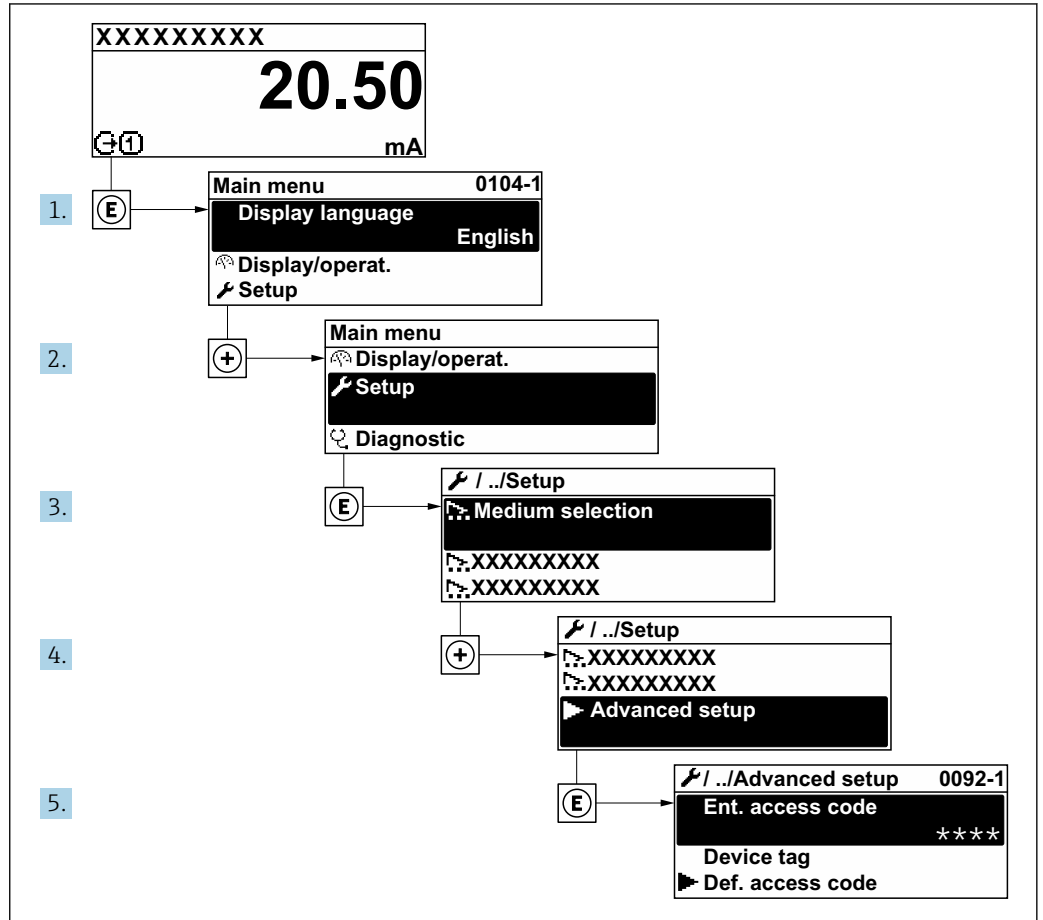 XXXXXXXXX
20.50
1 mA
1. E Main menu 0104-1
Display language
English
Display/operat.
Setup
2. + Main menu
Display/operat.
Setup
Diagnostic
3. E / ../Setup
Medium selection
XXXXXXXXX
XXXXXXXXX
4. + / ../Setup
XXXXXXXXX
XXXXXXXXX
Advanced setup
5. E / ../Advanced setup 0092-1
Ent. access code
****
Device tag
Def. access code